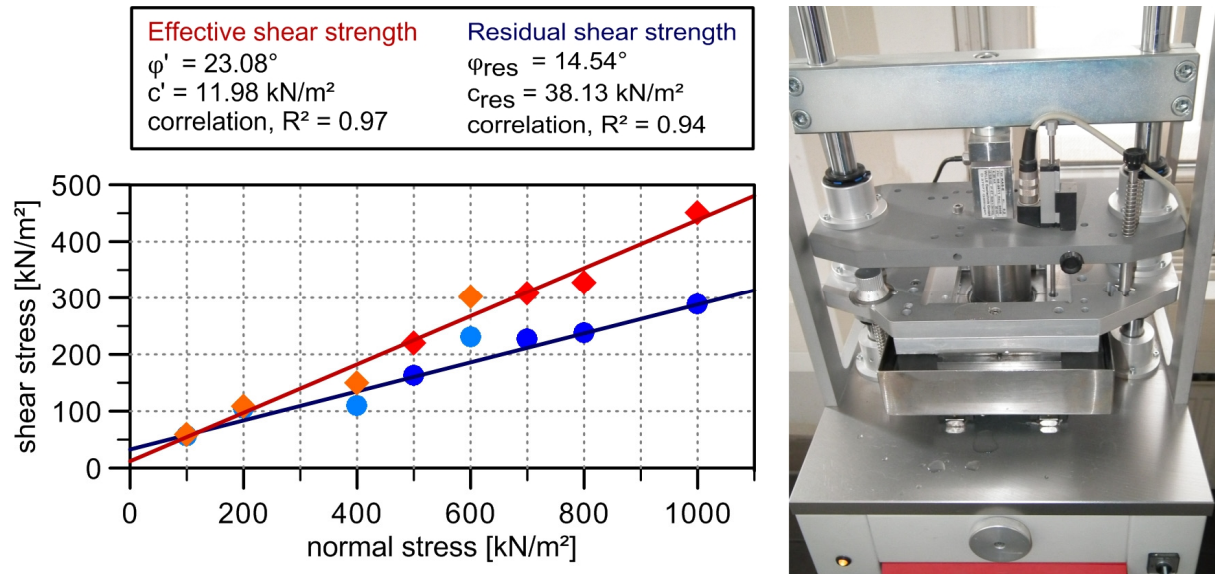 Effective shear strength
φ' = 23.08°
c' = 11.98 kN/m²
correlation, R² = 0.97
Residual shear strength
φres = 14.54°
cres = 38.13 kN/m²
correlation, R² = 0.94
500
400
300
200
100
0
shear stress [kN/m²]
0 200 400 600 800 1000
normal stress [kN/m²]